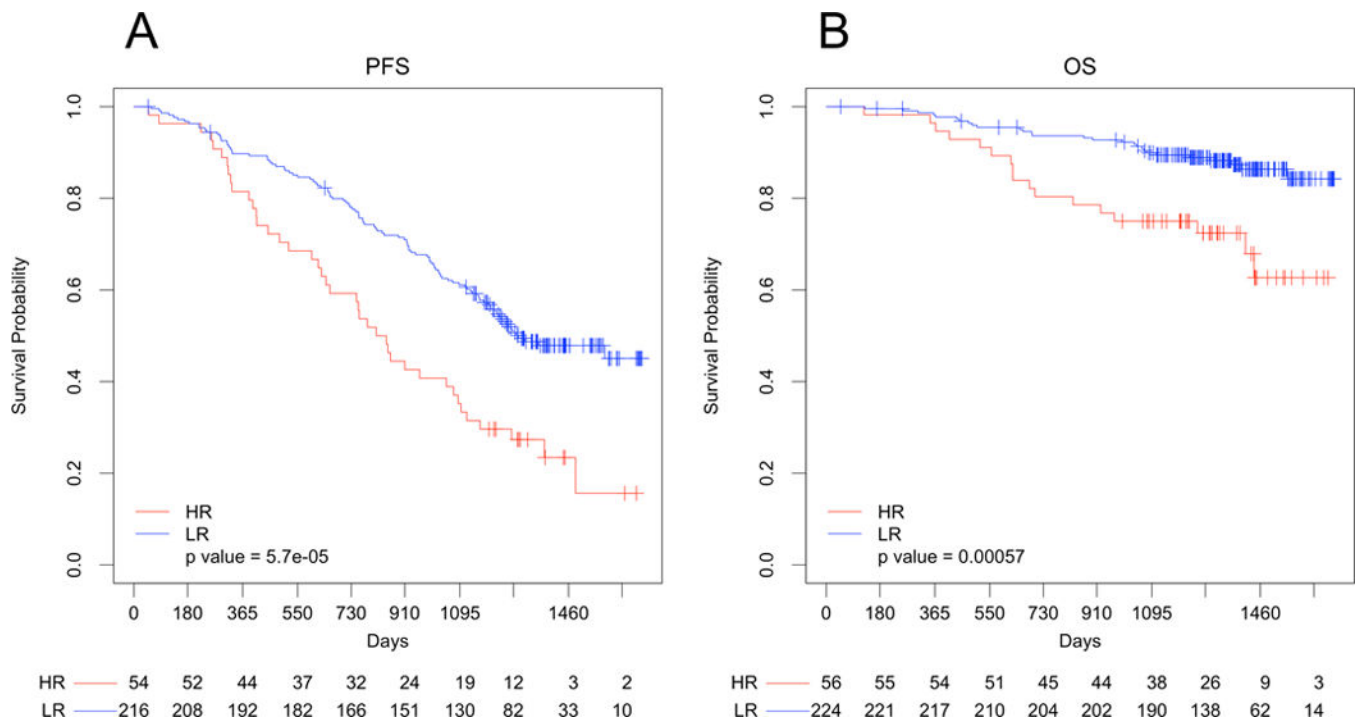 A
PFS
Survival Probability
1.0
0.8
0.6
0.4
0.2
0.0
HR
LR
p value = 5.7e-05
0 180 365 550 730 910 1095 1460
Days
HR 54 52 44 37 32 24 19 12 3 2
LR 216 208 192 182 166 151 130 82 33 10
B
OS
Survival Probability
1.0
0.8
0.6
0.4
0.2
0.0
HR
LR
p value = 0.00057
0 180 365 550 730 910 1095 1460
Days
HR 56 55 54 51 45 44 38 26 9 3
LR 224 221 217 210 204 202 190 138 62 14